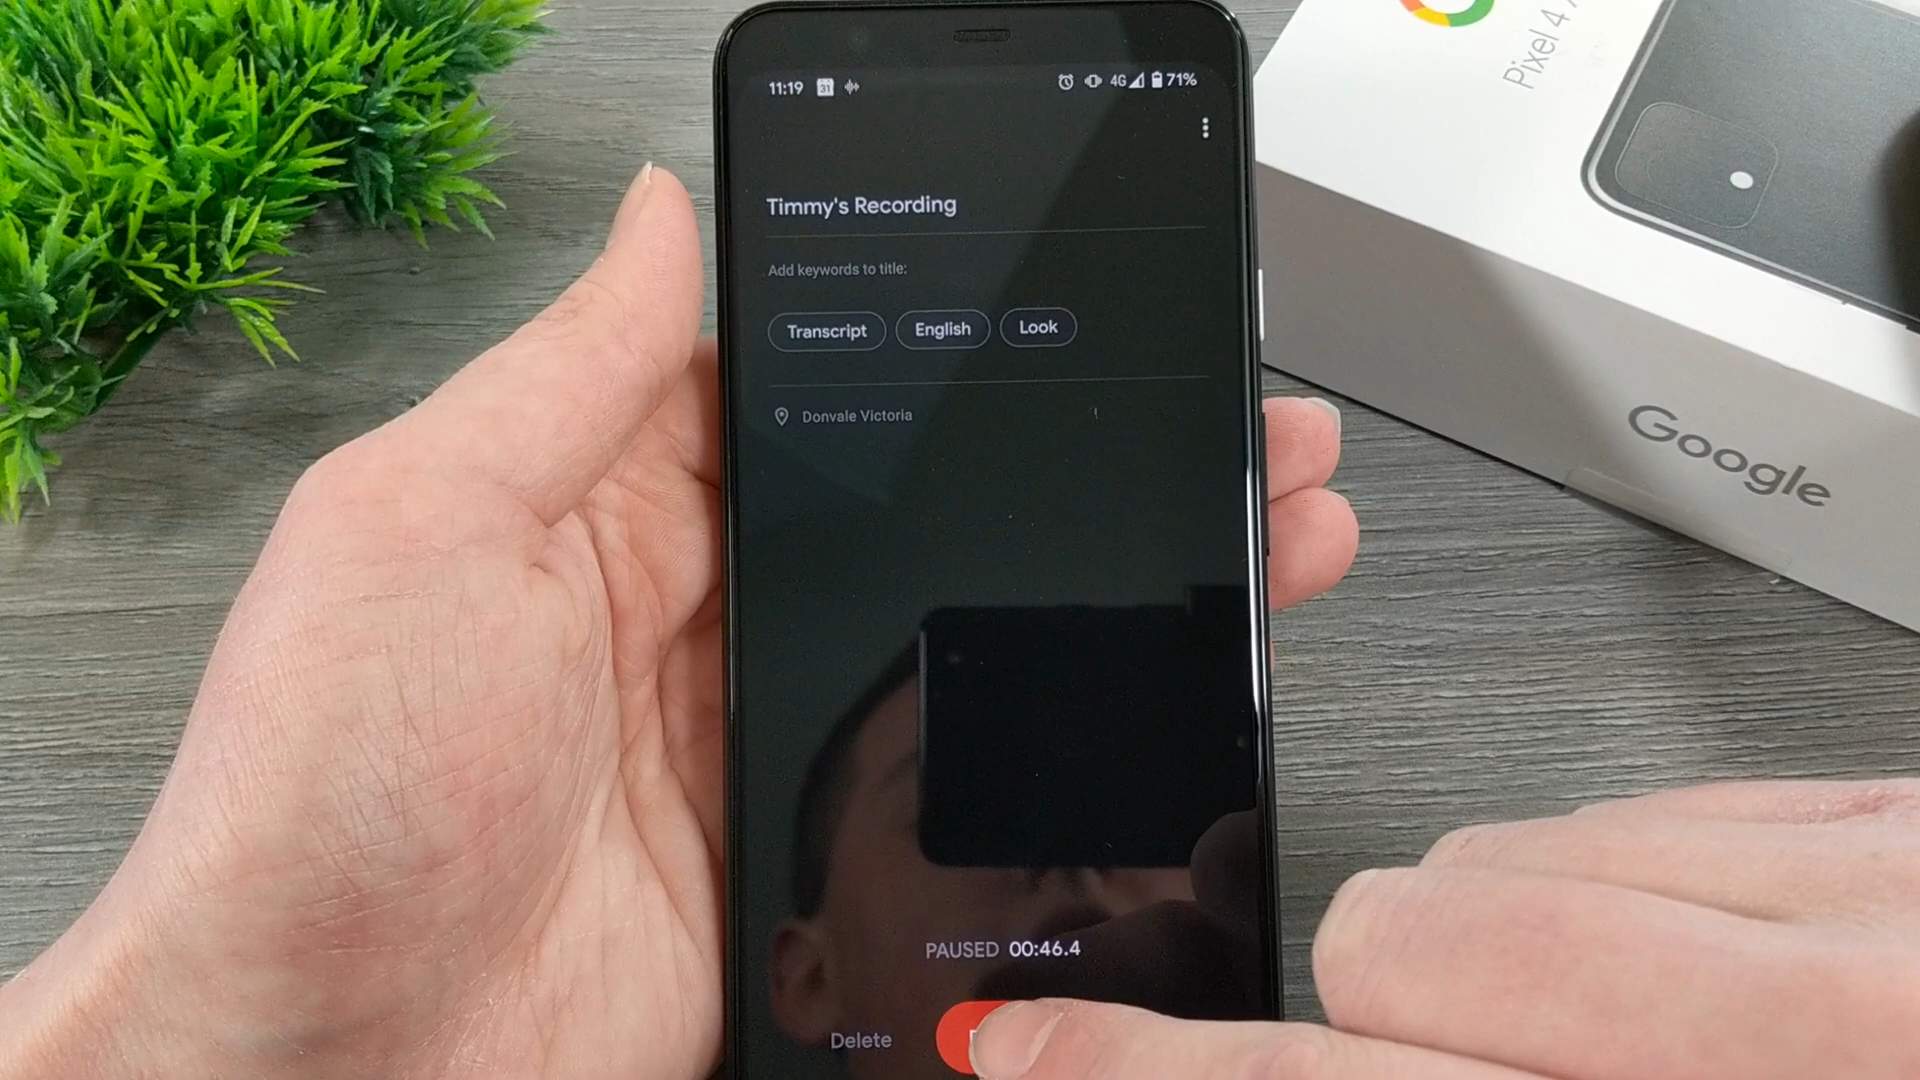 11:19 31 4G 71%
Timmy's Recording
Add keywords to title:
Transcript English Look
Donvale Victoria
PAUSED 00:46.4
Delete
Pixel 4
Google